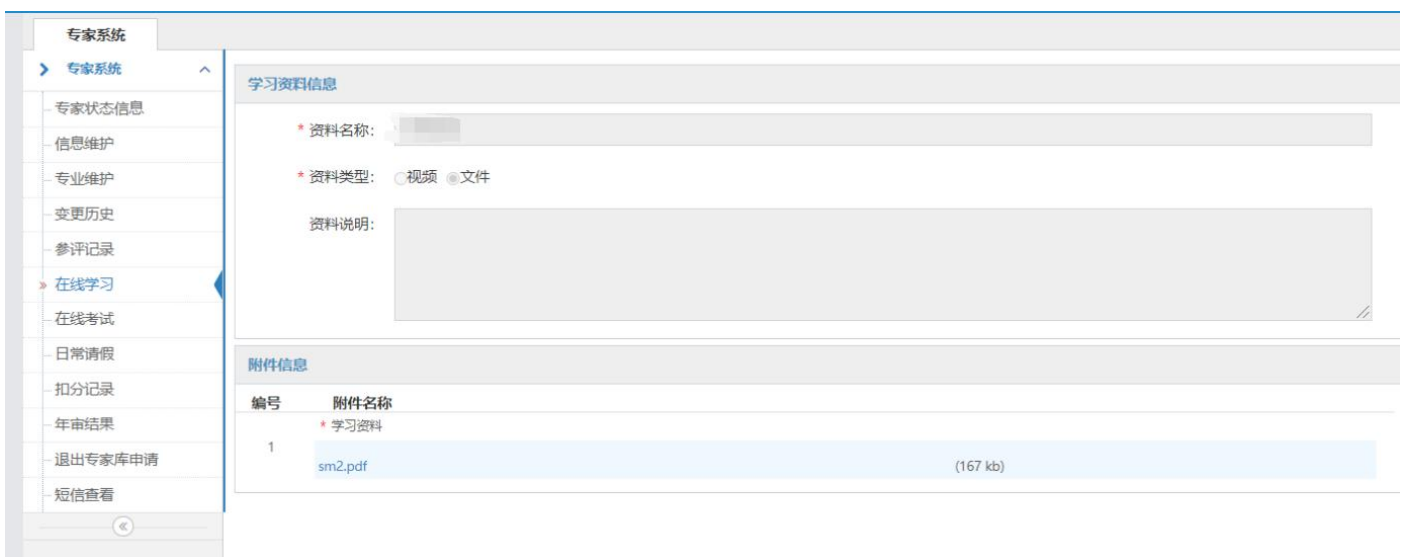 专家系统
专家系统
专家状态信息
信息维护
专业维护
变更历史
参评记录
在线学习
在线考试
日常请假
扣分记录
年审结果
退出专家库申请
短信查看
学习资料信息
* 资料名称：
* 资料类型： 视频 文件
资料说明：
附件信息
编号 附件名称
* 学习资料
1
sm2.pdf (167 kb)